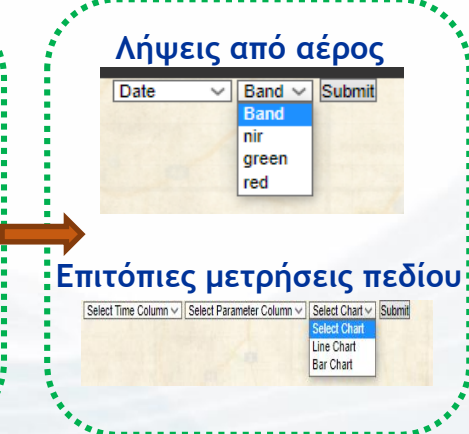 Λήψεις από αέρος
Date Band Submit
Band
nir
green
red
Επιτόπιες μετρήσεις πεδίου
Select Time Column Select Parameter Column Select Chart Submit
Select Chart
Line Chart
Bar Chart